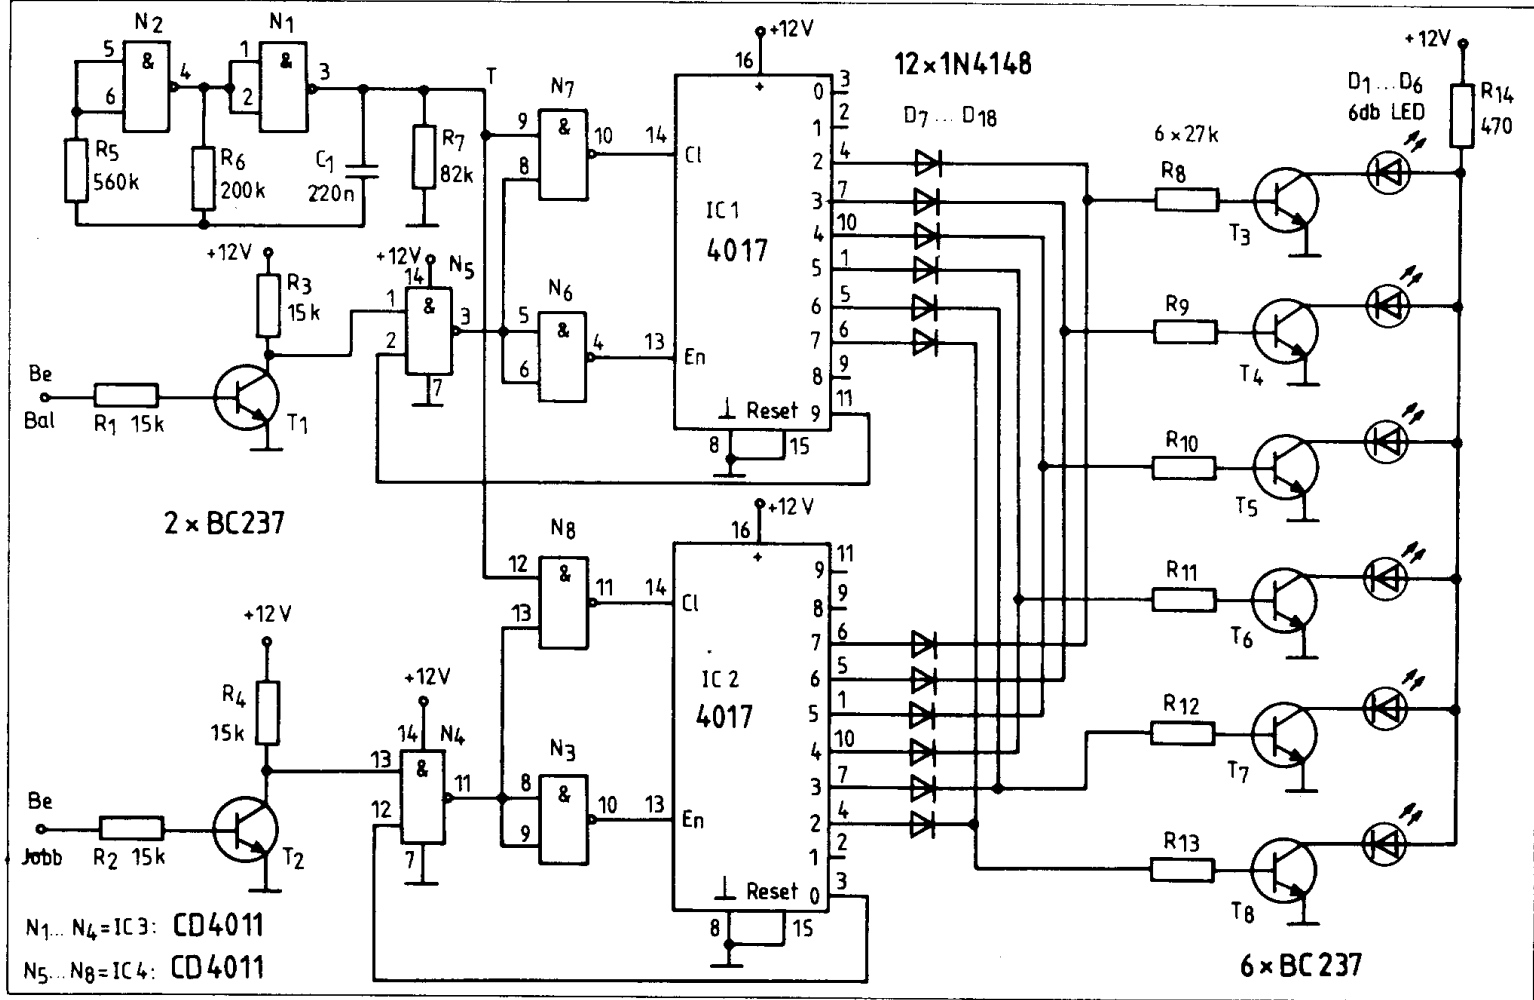 N2
5
6
&
4
R5
560k
R6
200k
N1
1
2
&
3
C1
220n
R7
82k
T
+12V
R3
15k
Be
Bal
R1 15k
T1
2×BC237
+12V
14
N5
1
2
&
3
7
N7
9
8
&
10
N6
5
6
&
4
+12V
16
+
14
Cl
IC1
4017
13
En
⊥ Reset
8
15
0 3
1 2
2 4
3 7
4 10
5 1
6 5
7 6
8 9
9 11
12×1N4148
D7...D18
+12V
R4
15k
Be
Jobb
R2 15k
T2
+12V
14
N4
13
12
&
11
7
N8
12
13
&
11
N3
8
9
&
10
+12V
16
+
14
Cl
IC2
4017
13
En
⊥ Reset
8
15
9 11
8 9
7 6
6 5
5 1
4 10
3 7
2 4
1 2
0 3
+12V
D1...D6
6db LED
R14
470
6×27k
R8
T3
R9
T4
R10
T5
R11
T6
R12
T7
R13
T8
6×BC237
N1...N4=IC3: CD4011
N5...N8=IC4: CD4011